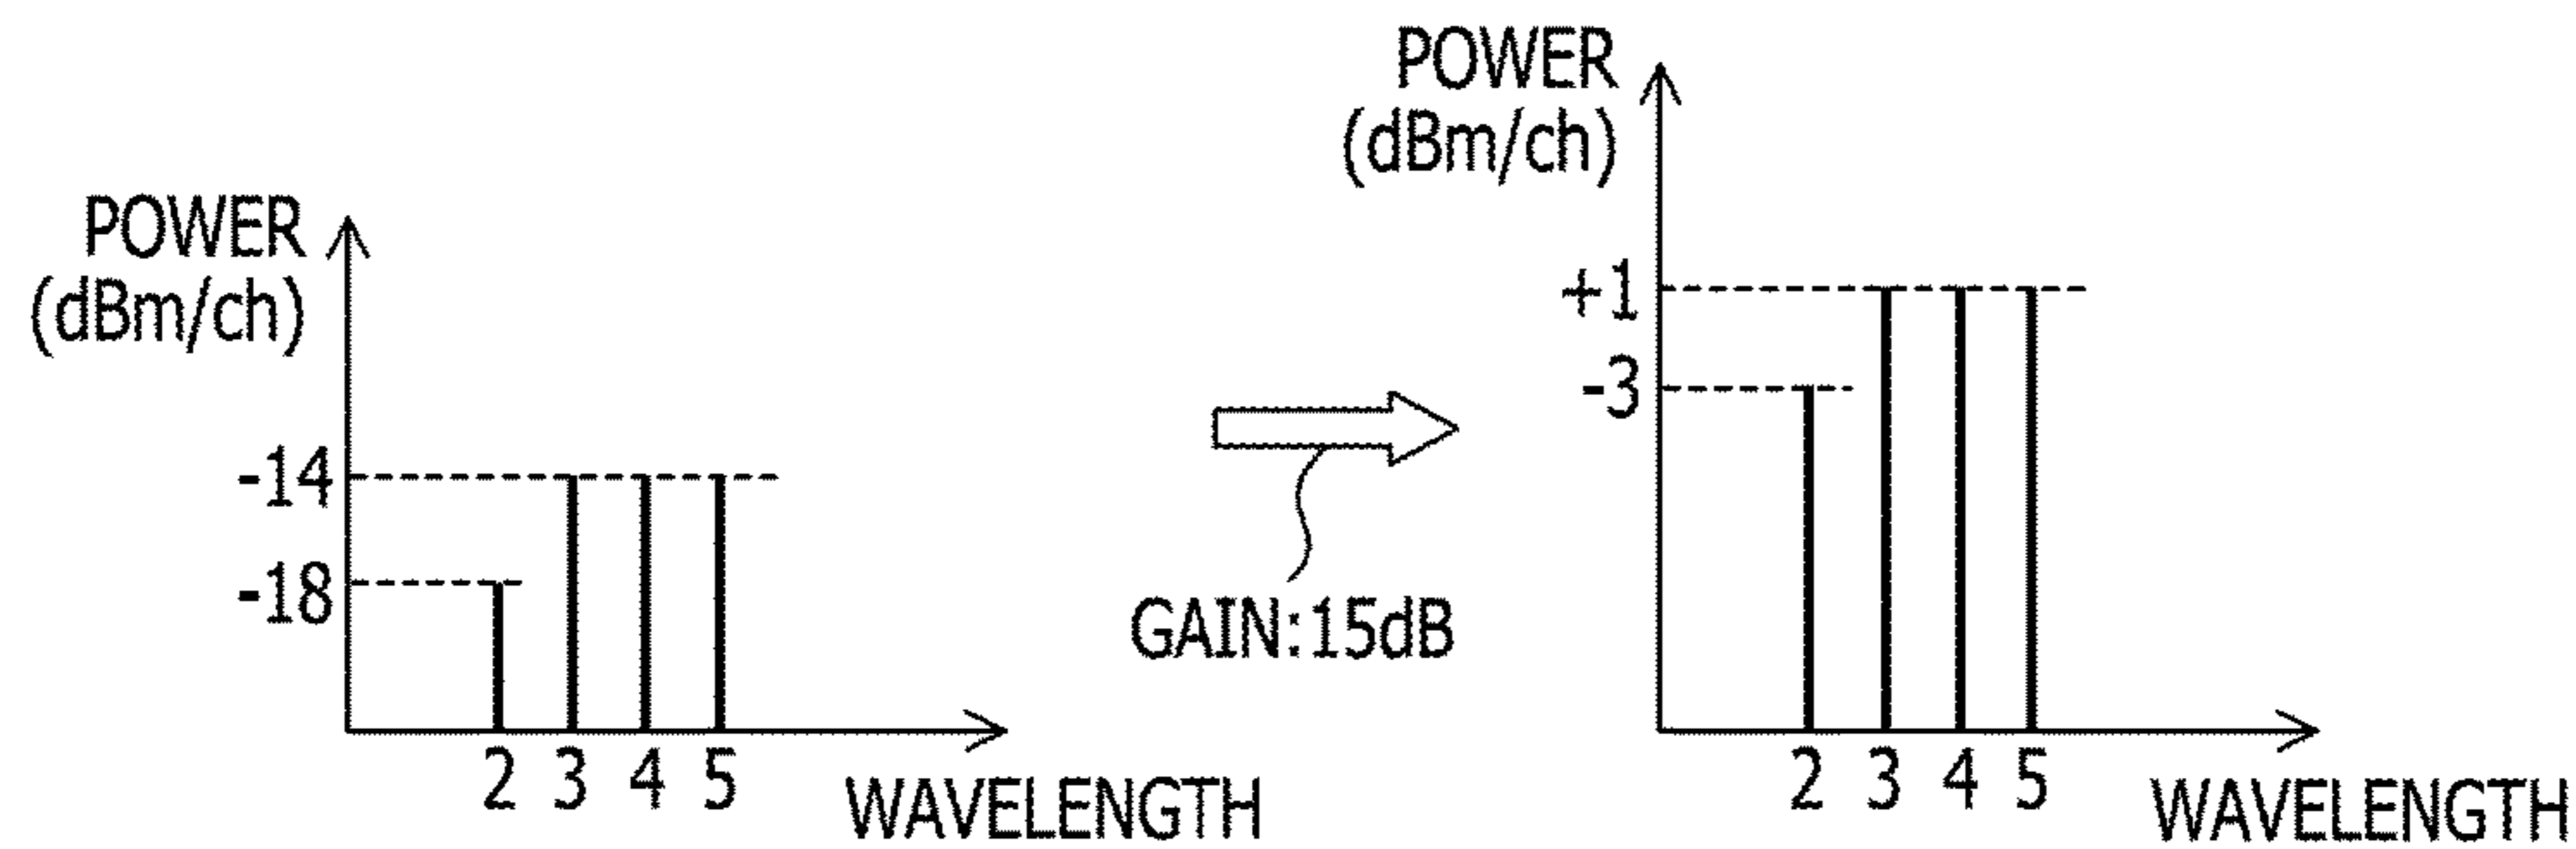 POWER
(dBm/ch)
-14
-18
2 3 4 5
WAVELENGTH
GAIN:15dB
POWER
(dBm/ch)
+1
-3
2 3 4 5
WAVELENGTH